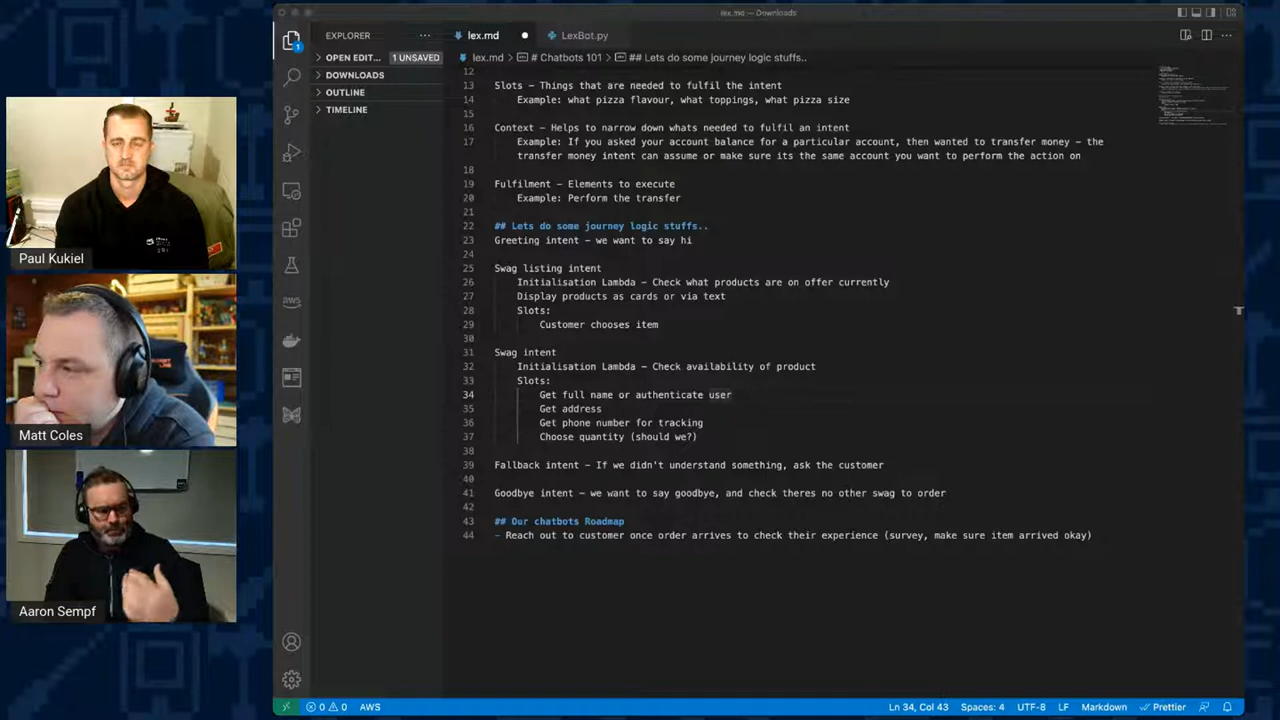 lex.md — Downloads
EXPLORER
lex.md
LexBot.py
OPEN EDIT...
1 UNSAVED
DOWNLOADS
OUTLINE
TIMELINE
1
aws
lex.md > # Chatbots 101 > ## Lets do some journey logic stuffs..
12
13 Slots – Things that are needed to fulfil the intent
14 Example: what pizza flavour, what toppings, what pizza size
15
16 Context – Helps to narrow down whats needed to fulfil an intent
17 Example: If you asked your account balance for a particular account, then wanted to transfer money – the
transfer money intent can assume or make sure its the same account you want to perform the action on
18
19 Fulfilment – Elements to execute
20 Example: Perform the transfer
21
22 ## Lets do some journey logic stuffs..
23 Greeting intent – we want to say hi
24
25 Swag listing intent
26 Initialisation Lambda – Check what products are on offer currently
27 Display products as cards or via text
28 Slots:
29 Customer chooses item
30
31 Swag intent
32 Initialisation Lambda – Check availability of product
33 Slots:
34 Get full name or authenticate user
35 Get address
36 Get phone number for tracking
37 Choose quantity (should we?)
38
39 Fallback intent – If we didn't understand something, ask the customer
40
41 Goodbye intent – we want to say goodbye, and check theres no other swag to order
42
43 ## Our chatbots Roadmap
44 - Reach out to customer once order arrives to check their experience (survey, make sure item arrived okay)
Paul Kukiel
Matt Coles
Aaron Sempf
0 0 AWS
Ln 34, Col 43 Spaces: 4 UTF-8 LF Markdown Prettier